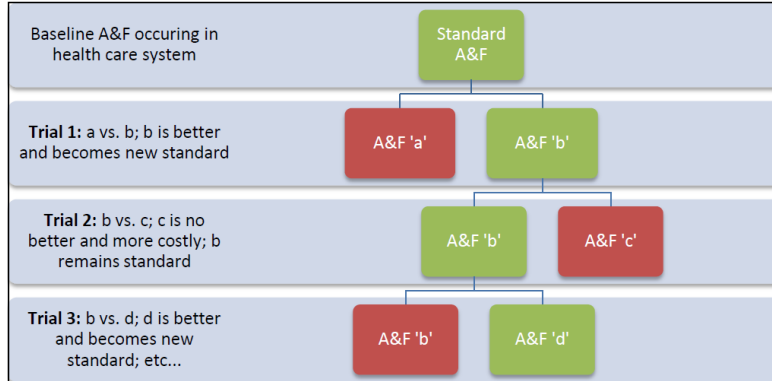 Baseline A&F occuring in
health care system
Standard
A&F
Trial 1: a vs. b; b is better
and becomes new standard
A&F 'a'
A&F 'b'
Trial 2: b vs. c; c is no
better and more costly; b
remains standard
A&F 'b'
A&F 'c'
Trial 3: b vs. d; d is better
and becomes new
standard; etc...
A&F 'b'
A&F 'd'